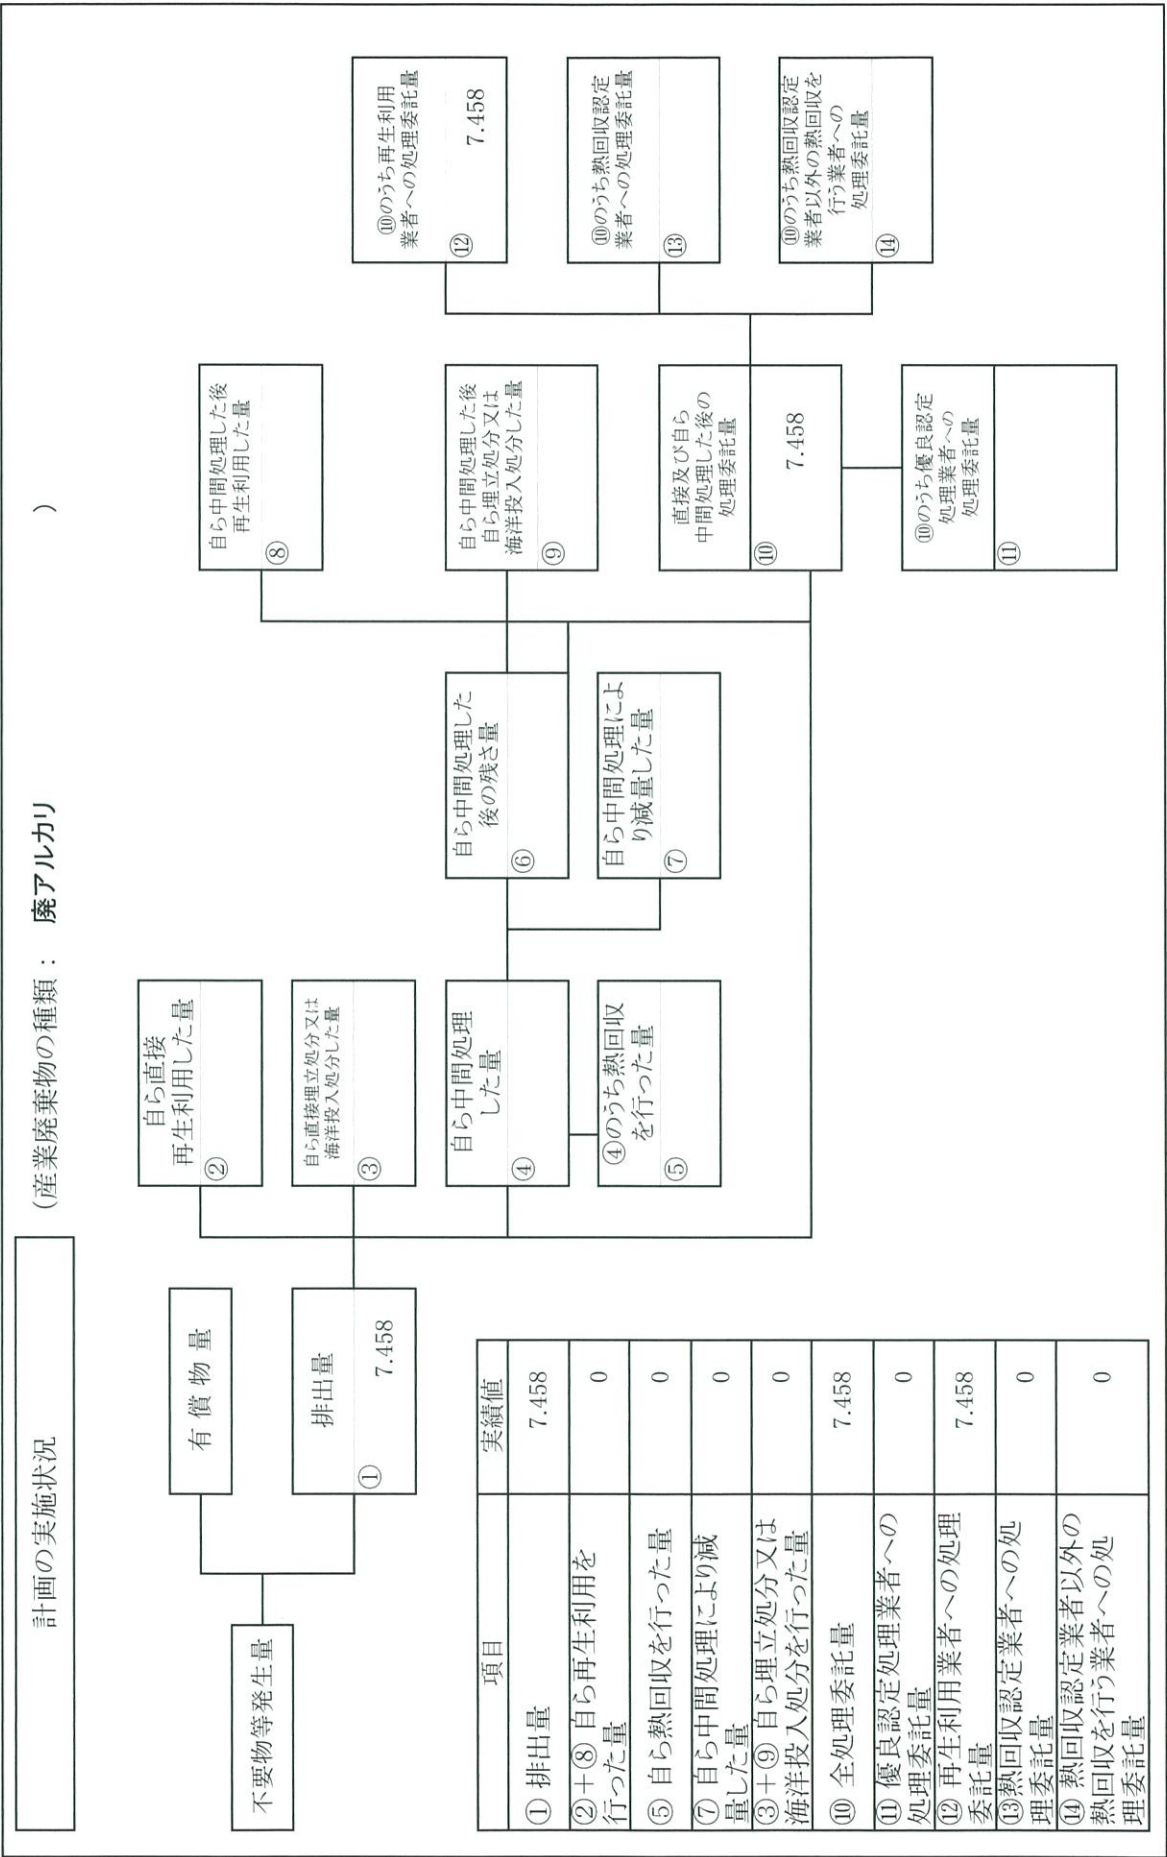 計画の実施状況
(産業廃棄物の種類： 廃アルカリ )
不要物等発生量
有償物量
排出量
① 7.458
自ら直接
再生利用した量
②
自ら直接埋立処分又は
海洋投入処分した量
③
自ら中間処理
した量
④
④のうち熱回収
を行った量
⑤
自ら中間処理した
後の残さ量
⑥
自ら中間処理によ
り減量した量
⑦
自ら中間処理した後
再生利用した量
⑧
自ら中間処理した後
自ら埋立処分又は
海洋投入処分した量
⑨
直接及び自ら
中間処理した後の
処理委託量
⑩ 7.458
⑩のうち優良認定
処理業者への
処理委託量
⑪
⑩のうち再生利用
業者への処理委託量
⑫ 7.458
⑩のうち熱回収認定
業者への処理委託量
⑬
⑩のうち熱回収認定
業者以外の熱回収を
行う業者への
処理委託量
⑭
項目 実績値
① 排出量 7.458
②＋⑧ 自ら再生利用を
行った量 0
⑤ 自ら熱回収を行った量 0
⑦ 自ら中間処理により減
量した量 0
③＋⑨ 自ら埋立処分又は
海洋投入処分を行った量 0
⑩ 全処理委託量 7.458
⑪ 優良認定処理業者への
処理委託量 0
⑫ 再生利用業者への処理
委託量 7.458
⑬熱回収認定業者への処
理委託量 0
⑭ 熱回収認定業者以外の
熱回収を行う業者への処
理委託量 0